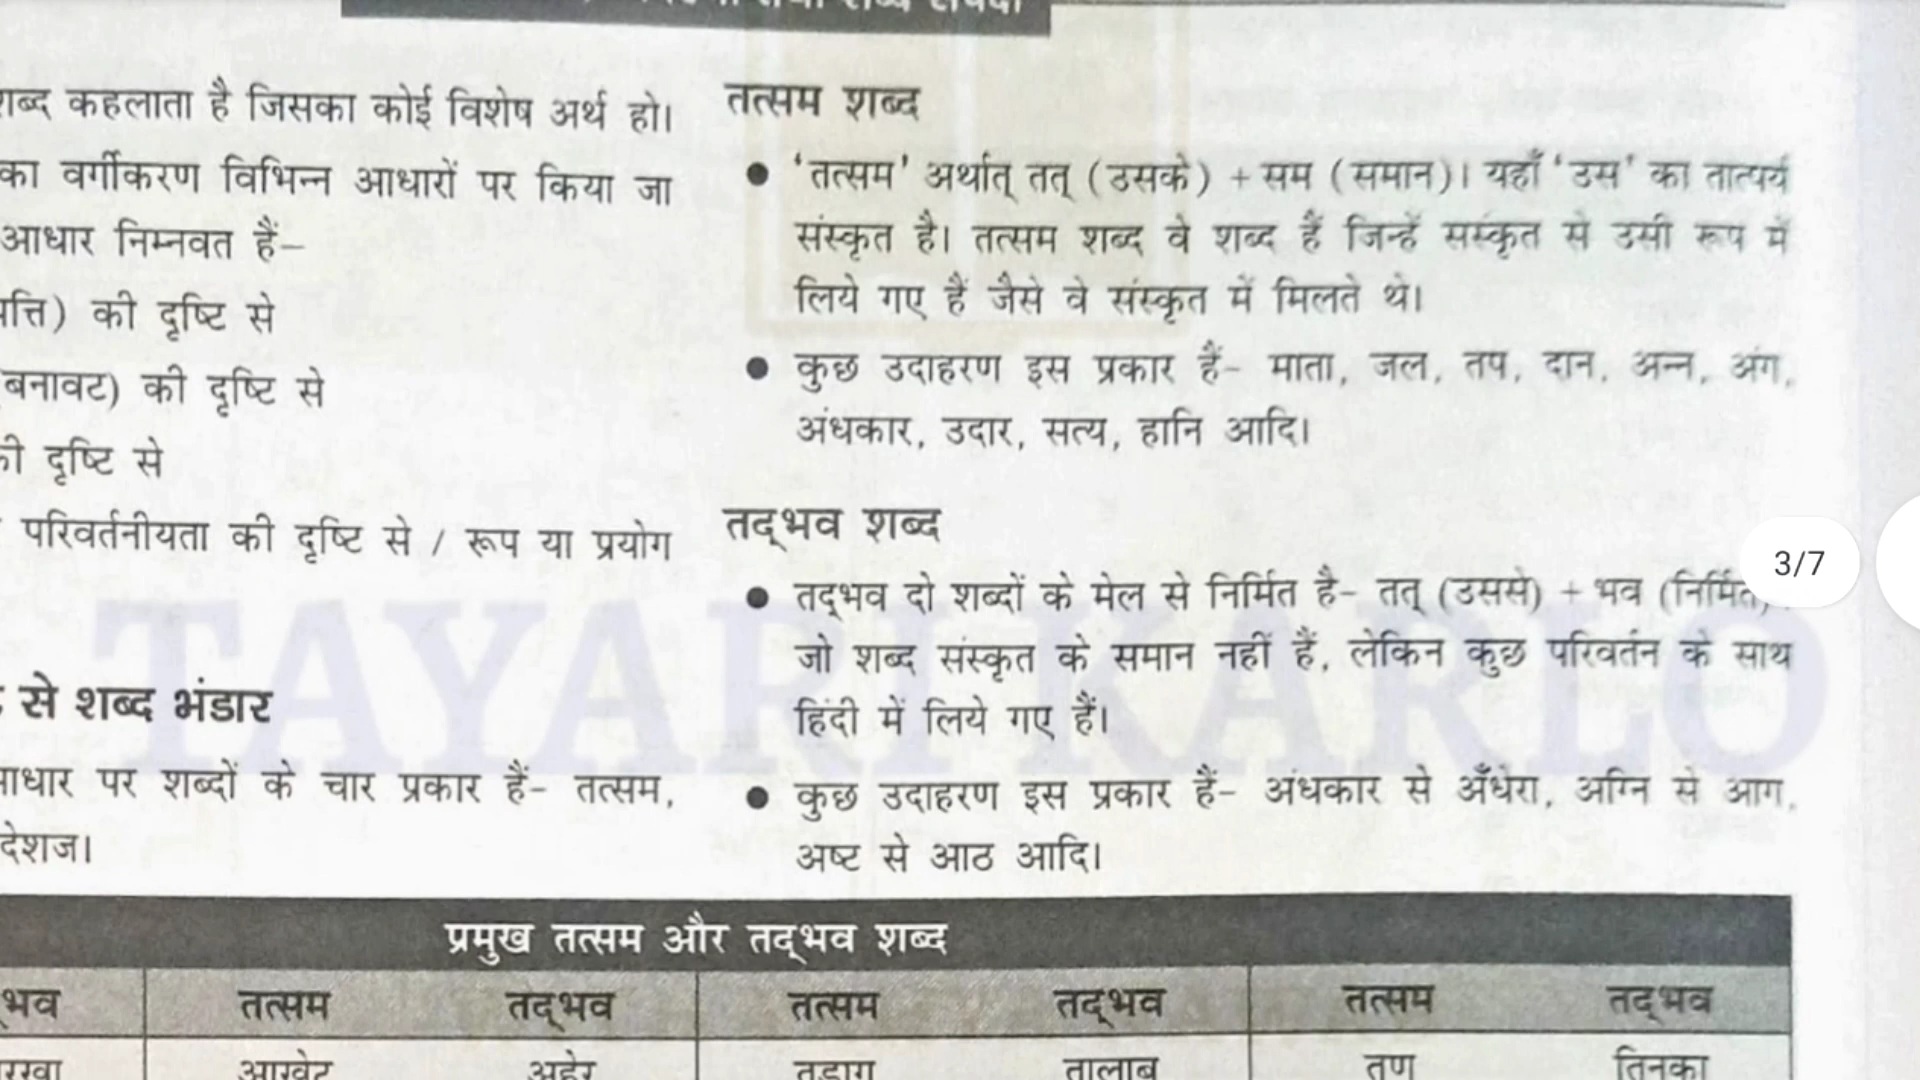 शब्द कहलाता है जिसका कोई विशेष अर्थ हो।
का वर्गीकरण विभिन्न आधारों पर किया जा
आधार निम्नवत हैं–
की दृष्टि से
(बनावट) की दृष्टि से
की दृष्टि से
परिवर्तनीयता की दृष्टि से / रूप या प्रयोग
से शब्द भंडार
आधार पर शब्दों के चार प्रकार हैं– तत्सम,
देशज।
तत्सम शब्द
● 'तत्सम' अर्थात् तत् (उसके) + सम (समान)। यहाँ 'उस' का तात्पर्य
संस्कृत है। तत्सम शब्द वे शब्द हैं जिन्हें संस्कृत से उसी रूप में
लिये गए हैं जैसे वे संस्कृत में मिलते थे।
● कुछ उदाहरण इस प्रकार हैं– माता, जल, तप, दान, अन्न, अंग,
अंधकार, उदार, सत्य, हानि आदि।
तद्भव शब्द
● तद्भव दो शब्दों के मेल से निर्मित है– तत् (उससे) + भव (निर्मित)
जो शब्द संस्कृत के समान नहीं हैं, लेकिन कुछ परिवर्तन के साथ
हिंदी में लिये गए हैं।
● कुछ उदाहरण इस प्रकार हैं– अंधकार से अँधेरा, अग्नि से आग,
अष्ट से आठ आदि।
3/7
TAYARI KARLO
प्रमुख तत्सम और तद्भव शब्द
तत्सम तद्भव तत्सम तद्भव तत्सम तद्भव
आखेट अहेर तड़ाग तालाब तृण तिनका